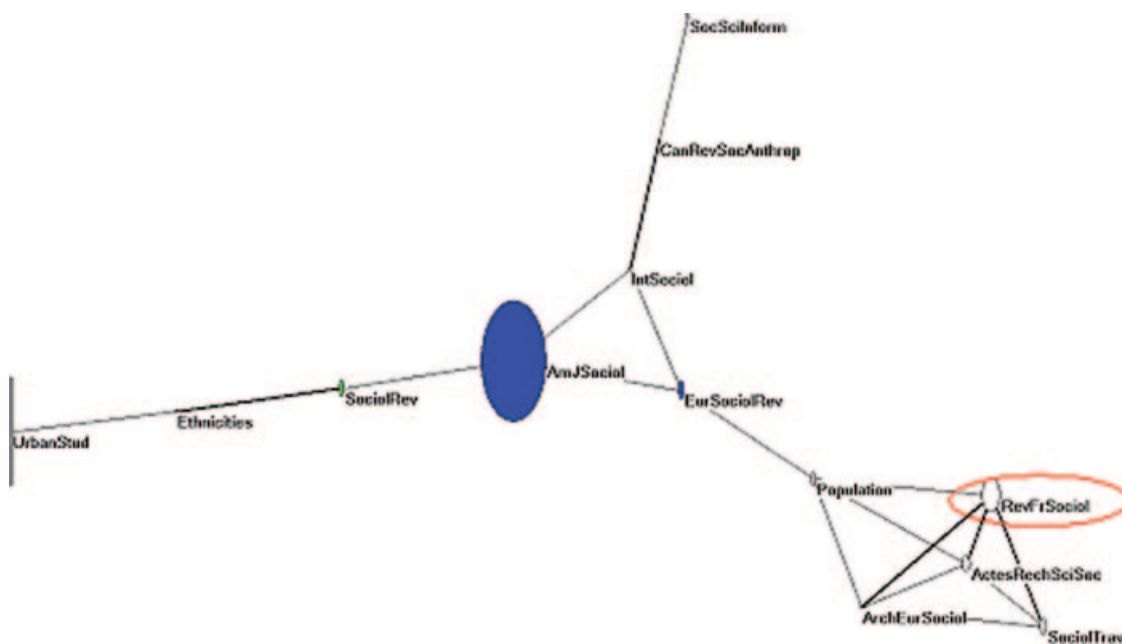 SocSciInform
CanRevSocAnthrop
IntSociol
AmJSociol
SociolRev
EurSociolRev
Ethnicities
UrbanStud
Population
RevFrSociol
ActesRechSciSoc
ArchEurSociol
SociolTrav